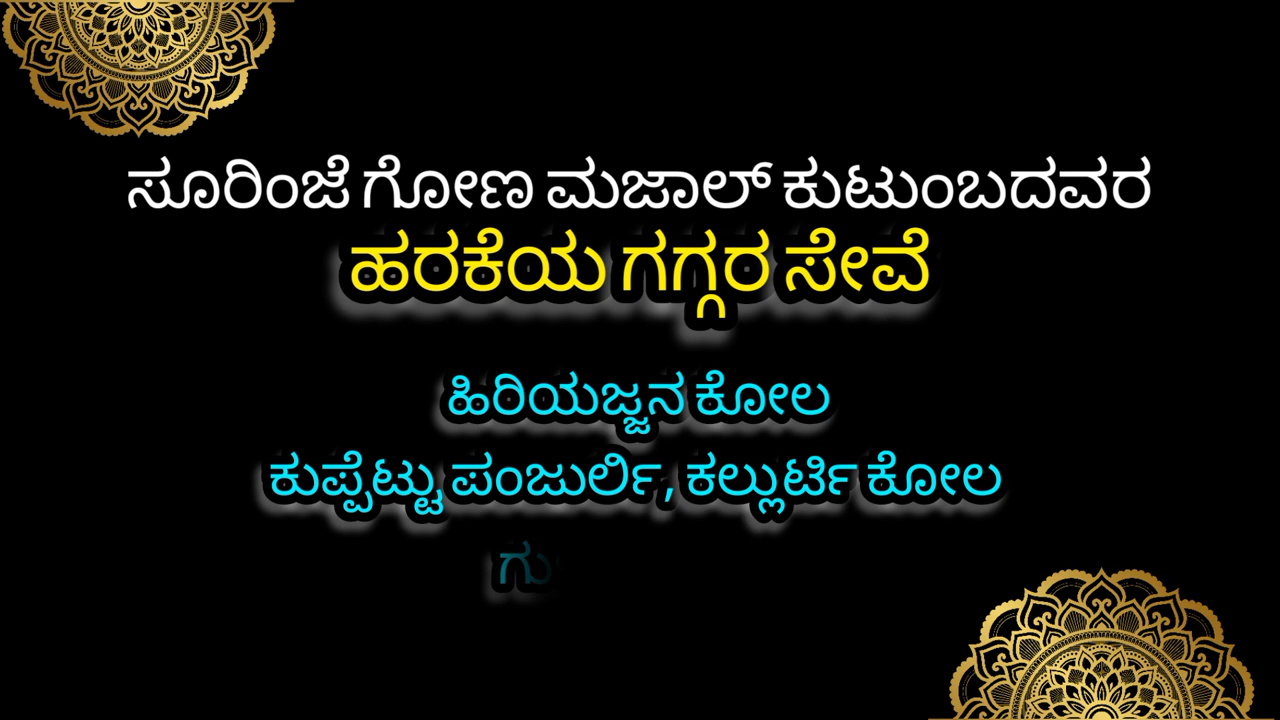 ಸೂರಿಂಜೆ ಗೋಣ ಮಜಾಲ್ ಕುಟುಂಬದವರ
ಹರಕೆಯ ಗಗ್ಗರ ಸೇವೆ
ಹಿರಿಯಜ್ಜನ ಕೋಲ
ಕುಪ್ಪೆಟ್ಟು ಪಂಜುರ್ಲಿ, ಕಲ್ಲುರ್ಟಿ ಕೋಲ